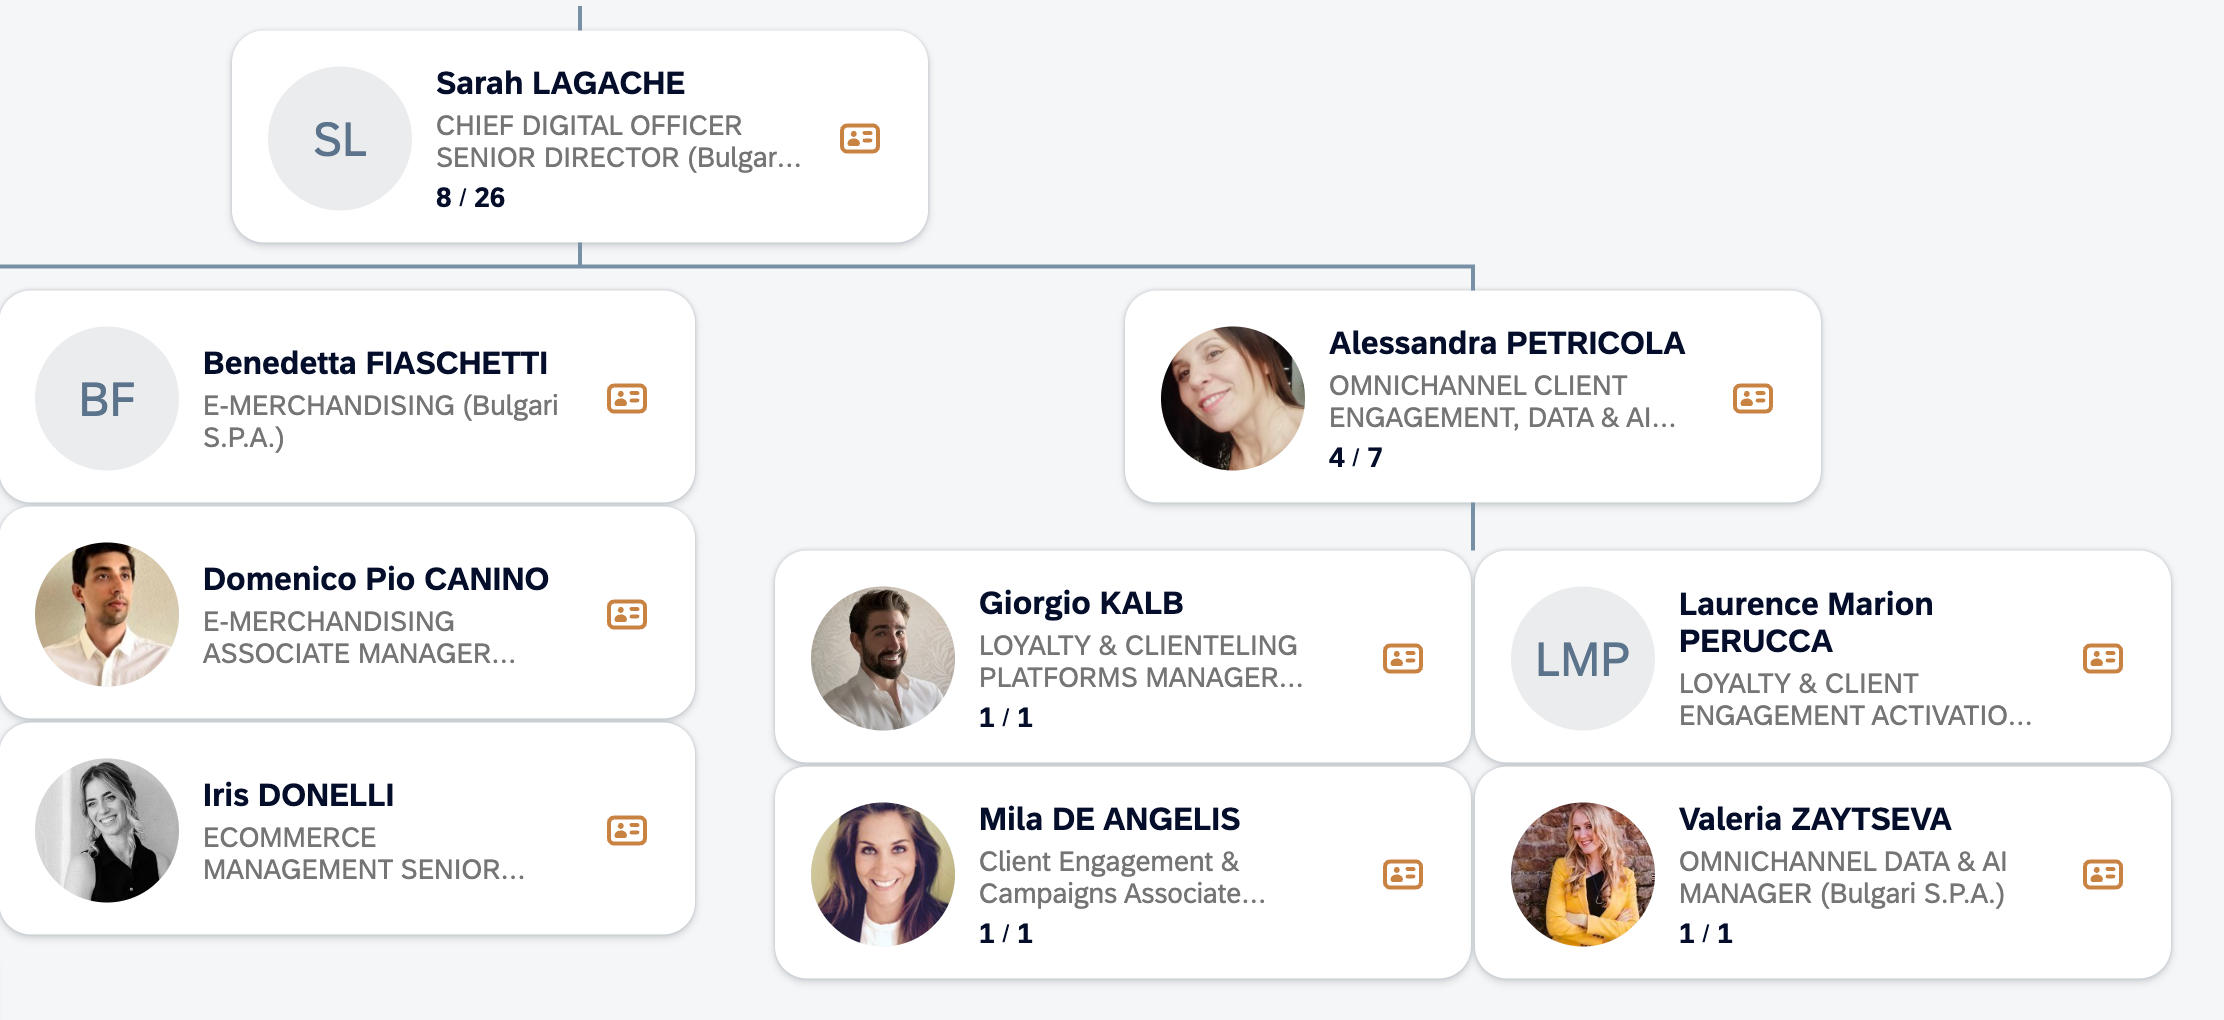 Sarah LAGACHE
SL
CHIEF DIGITAL OFFICER
SENIOR DIRECTOR (Bulgar...
8 / 26
Benedetta FIASCHETTI
BF
E-MERCHANDISING (Bulgari
S.P.A.)
Domenico Pio CANINO
E-MERCHANDISING
ASSOCIATE MANAGER...
Iris DONELLI
ECOMMERCE
MANAGEMENT SENIOR...
Alessandra PETRICOLA
OMNICHANNEL CLIENT
ENGAGEMENT, DATA & AI...
4 / 7
Giorgio KALB
LOYALTY & CLIENTELING
PLATFORMS MANAGER...
1 / 1
Laurence Marion
PERUCCA
LMP
LOYALTY & CLIENT
ENGAGEMENT ACTIVATIO...
Mila DE ANGELIS
Client Engagement &
Campaigns Associate...
1 / 1
Valeria ZAYTSEVA
OMNICHANNEL DATA & AI
MANAGER (Bulgari S.P.A.)
1 / 1